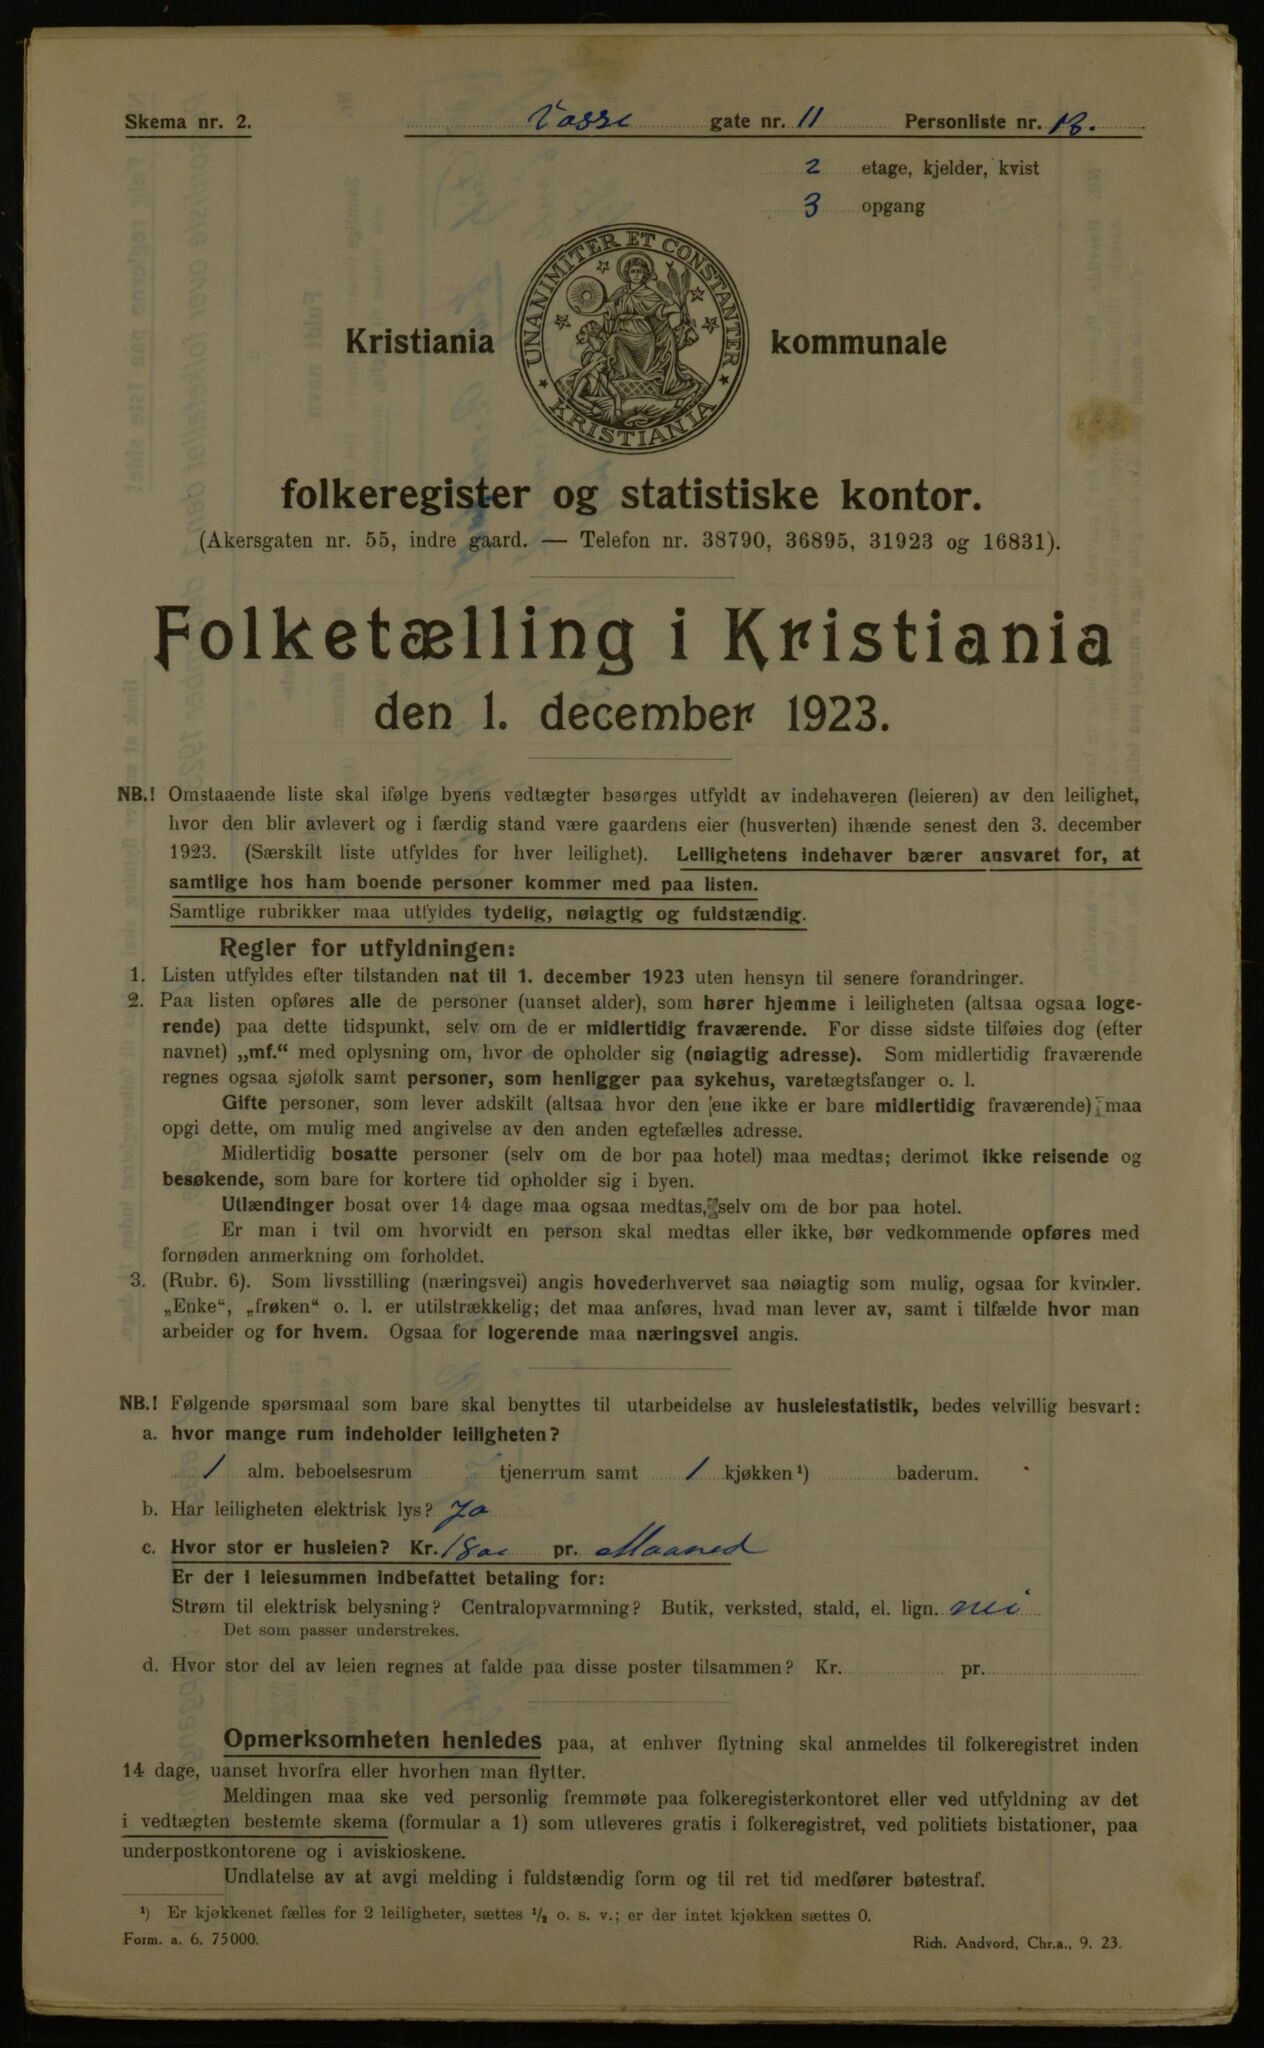 Skema nr. 2.
Vosse gate nr. 11 Personliste nr. 13.
2 etage, kjelder, kvist
3 opgang
UNANIMITER ET CONSTANTER
KRISTIANIA
Kristiania kommunale
folkeregister og statistiske kontor.
(Akersgaten nr. 55, indre gaard. — Telefon nr. 38790, 36895, 31923 og 16831).
Folketælling i Kristiania
den 1. december 1923.
NB.! Omstaaende liste skal ifølge byens vedtægter besørges utfyldt av indehaveren (leieren) av den leilighet,
hvor den blir avlevert og i færdig stand være gaardens eier (husverten) ihænde senest den 3. december
1923. (Særskilt liste utfyldes for hver leilighet). Leilighetens indehaver bærer ansvaret for, at
samtlige hos ham boende personer kommer med paa listen.
Samtlige rubrikker maa utfyldes tydelig, nøiagtig og fuldstændig.
Regler for utfyldningen:
1. Listen utfyldes efter tilstanden nat til 1. december 1923 uten hensyn til senere forandringer.
2. Paa listen opføres alle de personer (uanset alder), som hører hjemme i leiligheten (altsaa ogsaa loge-
rende) paa dette tidspunkt, selv om de er midlertidig fraværende. For disse sidste tilføies dog (efter
navnet) „mf.“ med oplysning om, hvor de opholder sig (nøiagtig adresse). Som midlertidig fraværende
regnes ogsaa sjøfolk samt personer, som henligger paa sykehus, varetægtsfanger o. l.
Gifte personer, som lever adskilt (altsaa hvor den ene ikke er bare midlertidig fraværende) maa
opgi dette, om mulig med angivelse av den anden egtefælles adresse.
Midlertidig bosatte personer (selv om de bor paa hotel) maa medtas; derimot ikke reisende og
besøkende, som bare for kortere tid opholder sig i byen.
Utlændinger bosat over 14 dage maa ogsaa medtas, selv om de bor paa hotel.
Er man i tvil om hvorvidt en person skal medtas eller ikke, bør vedkommende opføres med
fornøden anmerkning om forholdet.
3. (Rubr. 6). Som livsstilling (næringsvei) angis hovederhvervet saa nøiagtig som mulig, ogsaa for kvinder.
„Enke“, „frøken“ o. l. er utilstrækkelig; det maa anføres, hvad man lever av, samt i tilfælde hvor man
arbeider og for hvem. Ogsaa for logerende maa næringsvei angis.
NB.! Følgende spørsmaal som bare skal benyttes til utarbeidelse av husleiestatistik, bedes velvillig besvart:
a. hvor mange rum indeholder leiligheten?
1 alm. beboelsesrum tjenerrum samt 1 kjøkken ¹) baderum.
b. Har leiligheten elektrisk lys? Ja
c. Hvor stor er husleien? Kr. pr. Maaned
Er der i leiesummen indbefattet betaling for:
Strøm til elektrisk belysning? Centralopvarmning? Butik, verksted, stald, el. lign. nei
Det som passer understrekes.
d. Hvor stor del av leien regnes at falde paa disse poster tilsammen? Kr. pr.
Opmerksomheten henledes paa, at enhver flytning skal anmeldes til folkeregistret inden
14 dage, uanset hvorfra eller hvorhen man flytter.
Meldingen maa ske ved personlig fremmøte paa folkeregisterkontoret eller ved utfyldning av det
i vedtægten bestemte skema (formular a 1) som utleveres gratis i folkeregistret, ved politiets bistationer, paa
underpostkontorene og i aviskioskene.
Undlatelse av at avgi melding i fuldstændig form og til ret tid medfører bøtestraf.
¹) Er kjøkkenet fælles for 2 leiligheter, sættes ½ o. s. v.; er der intet kjøkken sættes 0.
Form. a. 6. 75000.
Rich. Andvord, Chr.a., 9. 23.